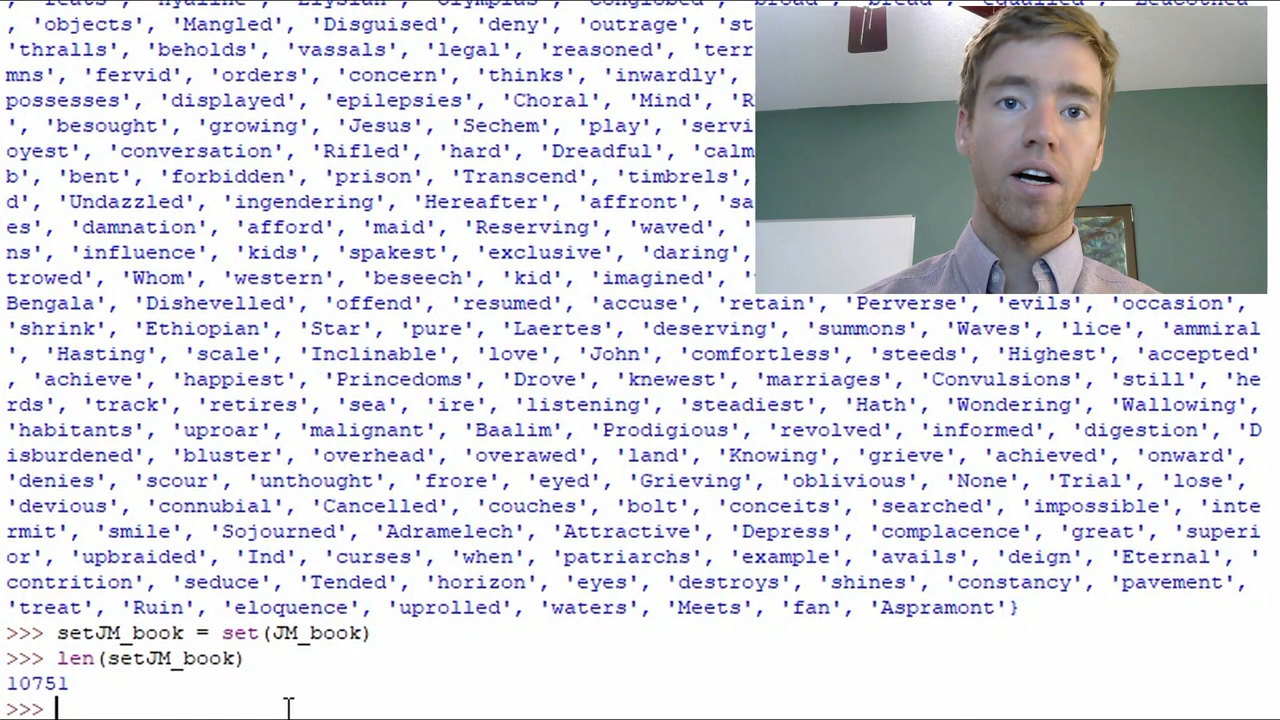 , 'objects', 'Mangled', 'Disguised', 'deny', 'outrage', 'st
'thralls', 'beholds', 'vassals', 'legal', 'reasoned', 'terr
mns', 'fervid', 'orders', 'concern', 'thinks', 'inwardly',
possesses', 'displayed', 'epilepsies', 'Choral', 'Mind', 'R
', 'besought', 'growing', 'Jesus', 'Sechem', 'play', 'servi
oyest', 'conversation', 'Rifled', 'hard', 'Dreadful', 'calm
b', 'bent', 'forbidden', 'prison', 'Transcend', 'timbrels',
d', 'Undazzled', 'ingendering', 'Hereafter', 'affront', 'sa
es', 'damnation', 'afford', 'maid', 'Reserving', 'waved',
ns', 'influence', 'kids', 'spakest', 'exclusive', 'daring',
trowed', 'Whom', 'western', 'beseech', 'kid', 'imagined', '
Bengala', 'Dishevelled', 'offend', 'resumed', 'accuse', 'retain', 'Perverse', 'evils', 'occasion',
'shrink', 'Ethiopian', 'Star', 'pure', 'Laertes', 'deserving', 'summons', 'Waves', 'lice', 'ammiral
', 'Hasting', 'scale', 'Inclinable', 'love', 'John', 'comfortless', 'steeds', 'Highest', 'accepted'
, 'achieve', 'happiest', 'Princedoms', 'Drove', 'knewest', 'marriages', 'Convulsions', 'still', 'he
rds', 'track', 'retires', 'sea', 'ire', 'listening', 'steadiest', 'Hath', 'Wondering', 'Wallowing',
'habitants', 'uproar', 'malignant', 'Baalim', 'Prodigious', 'revolved', 'informed', 'digestion', 'D
isburdened', 'bluster', 'overhead', 'overawed', 'land', 'Knowing', 'grieve', 'achieved', 'onward',
'denies', 'scour', 'unthought', 'frore', 'eyed', 'Grieving', 'oblivious', 'None', 'Trial', 'lose',
'devious', 'connubial', 'Cancelled', 'couches', 'bolt', 'conceits', 'searched', 'impossible', 'inte
rmit', 'smile', 'Sojourned', 'Adramelech', 'Attractive', 'Depress', 'complacence', 'great', 'superi
or', 'upbraided', 'Ind', 'curses', 'when', 'patriarchs', 'example', 'avails', 'deign', 'Eternal', '
contrition', 'seduce', 'Tended', 'horizon', 'eyes', 'destroys', 'shines', 'constancy', 'pavement',
'treat', 'Ruin', 'eloquence', 'uprolled', 'waters', 'Meets', 'fan', 'Aspramont'}
>>> setJM_book = set(JM_book)
>>> len(setJM_book)
10751
>>>